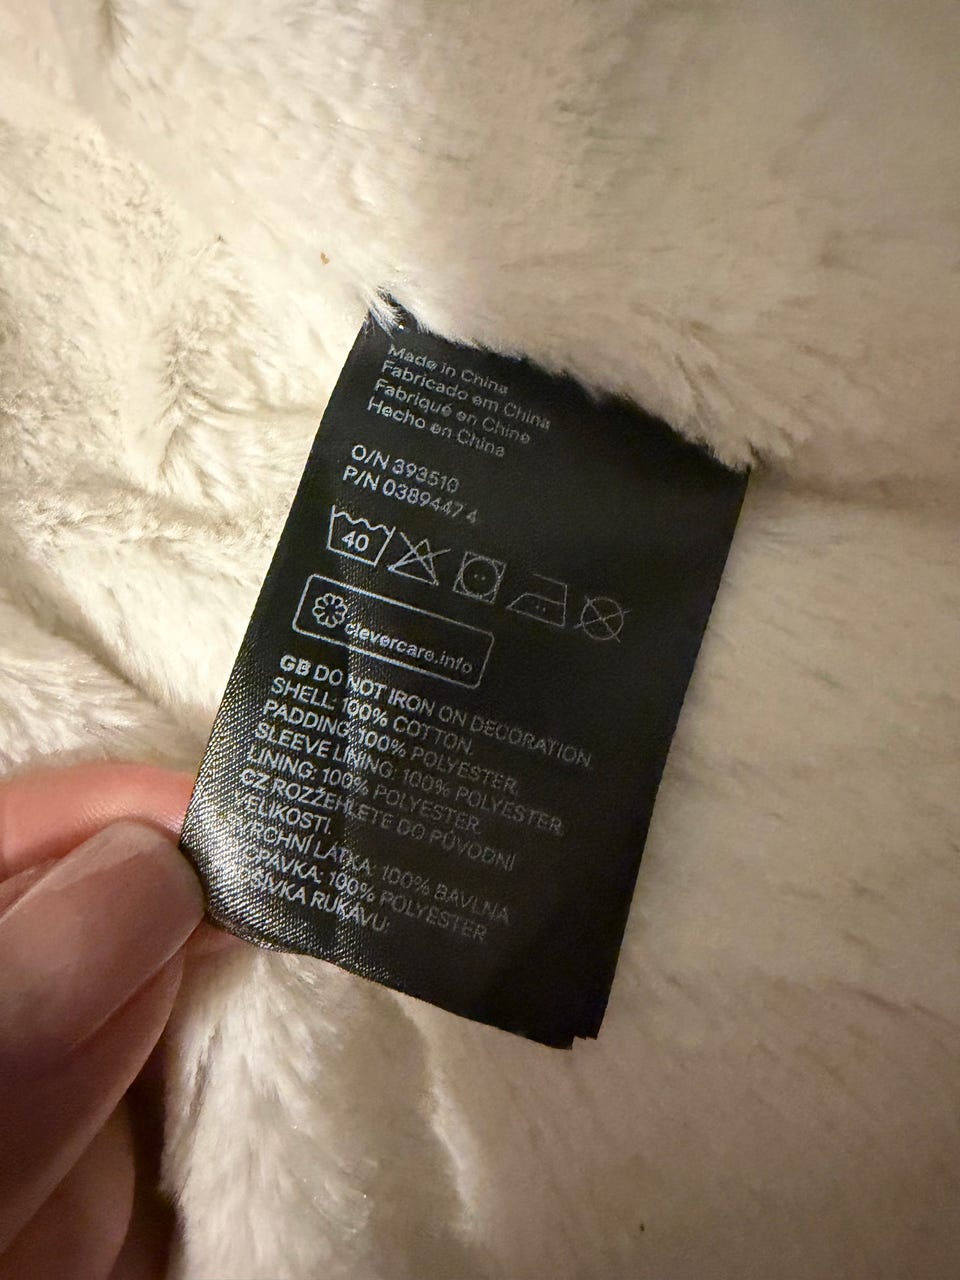 Made in China
Fabricado em China
Fabriqué en Chine
Hecho en China
O/N 393510
P/N 0389447 4
40
clevercare.info
GB DO NOT IRON ON DECORATION
SHELL: 100% COTTON.
PADDING: 100% POLYESTER.
SLEEVE LINING: 100% POLYESTER.
LINING: 100% POLYESTER.
CZ ROZŽEHLETE DO PŮVODNÍ
VELIKOSTI.
VRCHNÍ LÁTKA: 100% BAVLNA
100% POLYESTER
RUKÁVU: